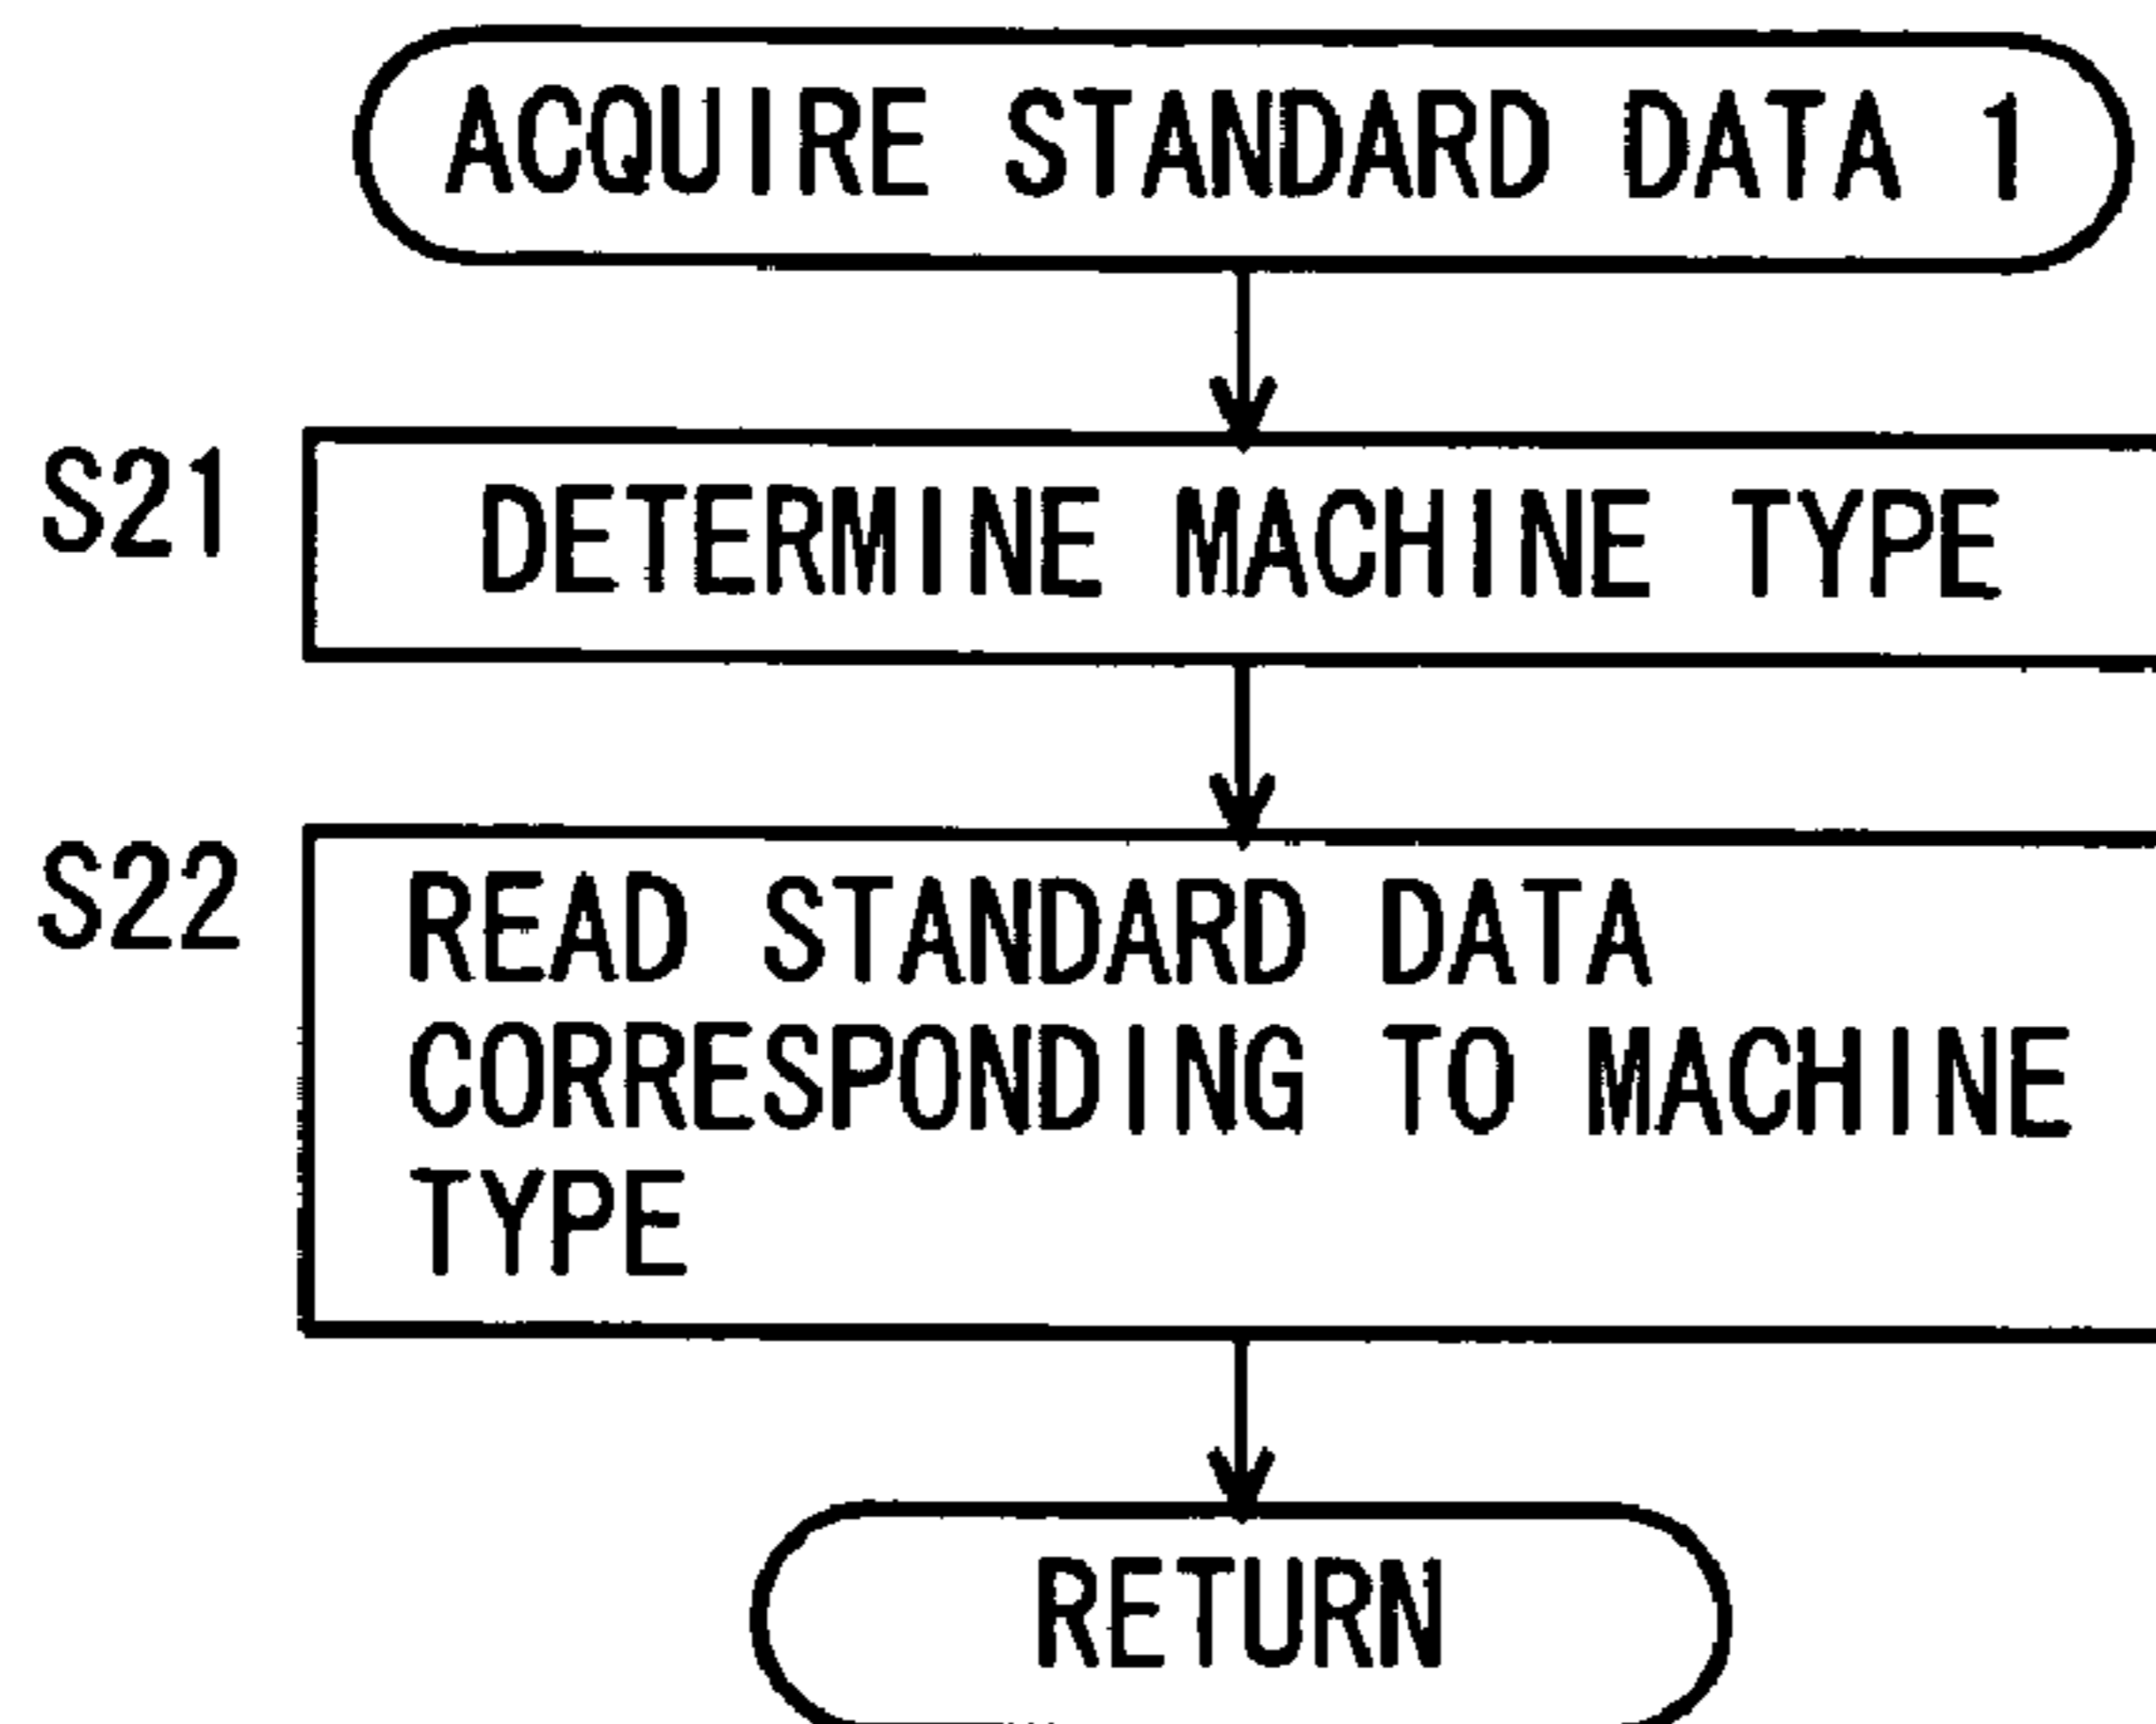 ACQUIRE STANDARD DATA 1
S21
DETERMINE MACHINE TYPE
S22
READ STANDARD DATA
CORRESPONDING TO MACHINE
TYPE
RETURN